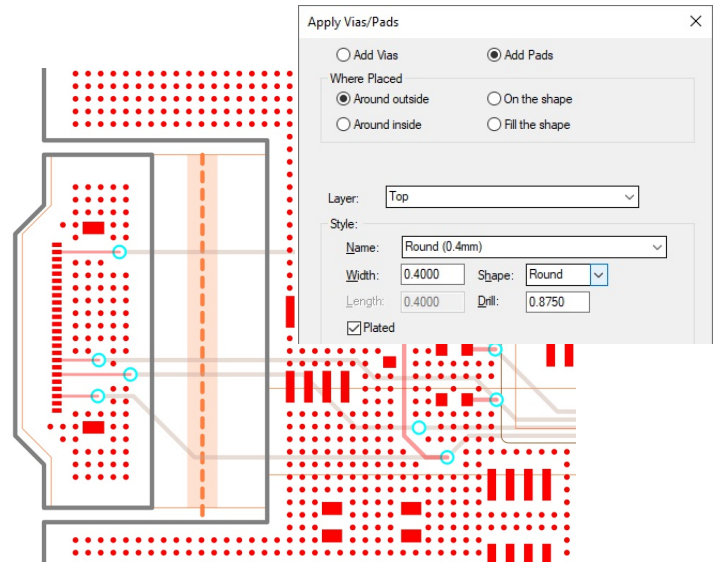 Apply Vias/Pads
Add Vias Add Pads
Where Placed
Around outside On the shape
Around inside Fill the shape
Layer: Top
Style:
Name: Round (0.4mm)
Width: 0.4000 Shape: Round
Length: 0.4000 Drill: 0.8750
Plated